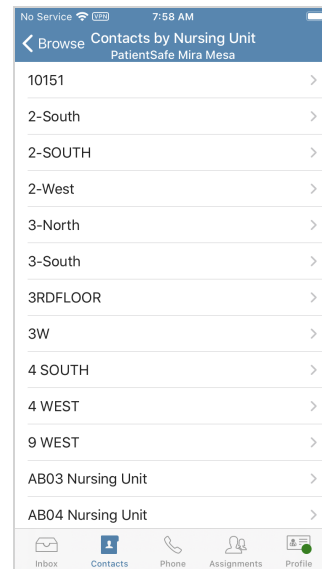 No Service VPN 7:58 AM
Browse Contacts by Nursing Unit
PatientSafe Mira Mesa
10151
2-South
2-SOUTH
2-West
3-North
3-South
3RDFLOOR
3W
4 SOUTH
4 WEST
9 WEST
AB03 Nursing Unit
AB04 Nursing Unit
Inbox Contacts Phone Assignments Profile